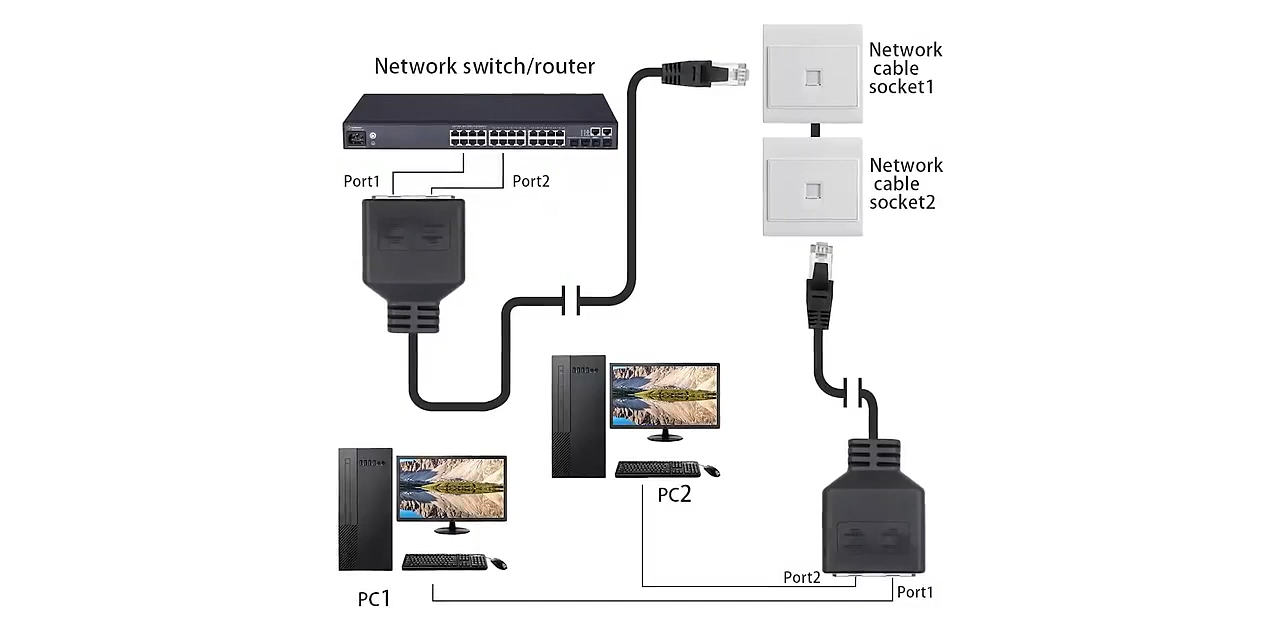 Network switch/router
Network
cable
socket1
Network
cable
socket2
Port1
Port2
PC2
PC1
Port2
Port1